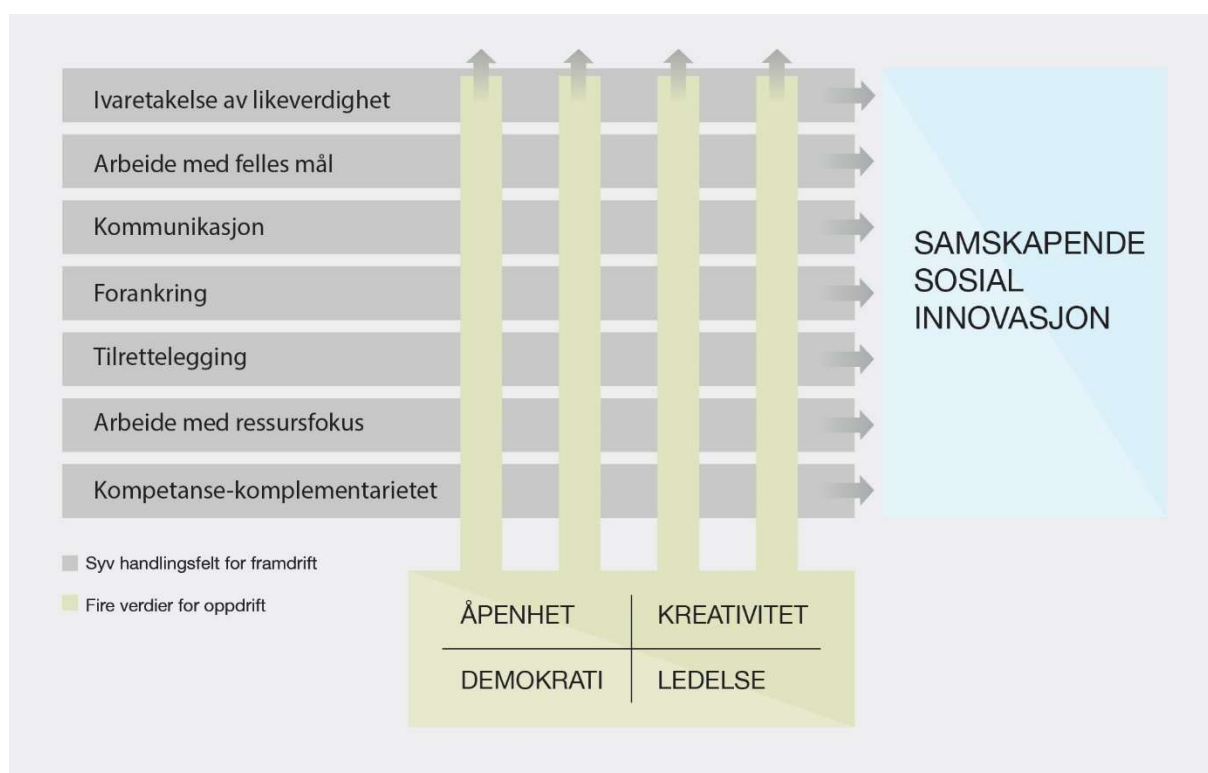 Ivaretakelse av likeverdighet
Arbeide med felles mål
Kommunikasjon
Forankring
Tilrettelegging
Arbeide med ressursfokus
Kompetanse-komplementarietet
SAMSKAPENDE
SOSIAL
INNOVASJON
Syv handlingsfelt for framdrift
Fire verdier for oppdrift
ÅPENHET
KREATIVITET
DEMOKRATI
LEDELSE